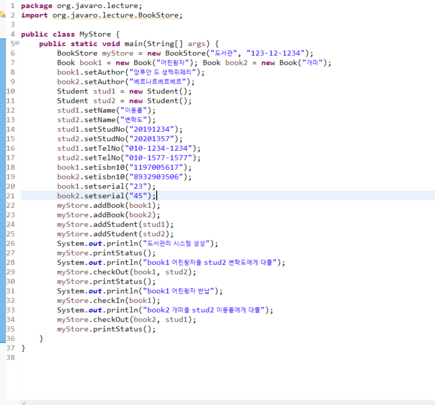 1 package org.javaro.lecture;
2 import org.javaro.lecture.BookStore;
3
4 public class MyStore {
5 public static void main(String[] args) {
6 BookStore myStore = new BookStore("도서관", "123-12-1234");
7 Book book1 = new Book("어린왕자"); Book book2 = new Book("개미");
8 book1.setAuthor("앙투안 드 생텍쥐페리");
9 book2.setAuthor("베르나르베르베르");
10 Student stud1 = new Student();
11 Student stud2 = new Student();
12 stud1.setName("이몽룡");
13 stud2.setName("변학도");
14 stud1.setStudNo("20191234");
15 stud2.setStudNo("20201357");
16 stud1.setTelNo("010-1234-1234");
17 stud2.setTelNo("010-1577-1577");
18 book1.setisbn10("1197005617");
19 book2.setisbn10("8932903506");
20 book1.setserial("23");
21 book2.setserial("45");
22 myStore.addBook(book1);
23 myStore.addBook(book2);
24 myStore.addStudent(stud1);
25 myStore.addStudent(stud2);
26 System.out.println("도서관리 시스템 생성");
27 myStore.printStatus();
28 System.out.println("book1 어린왕자를 stud2 변학도에게 대출");
29 myStore.checkOut(book1, stud2);
30 myStore.printStatus();
31 System.out.println("book1 어린왕자 반납");
32 myStore.checkIn(book1);
33 System.out.println("book2 개미를 stud2 이몽룡에게 대출");
34 myStore.checkOut(book2, stud1);
35 myStore.printStatus();
36 }
37 }
38